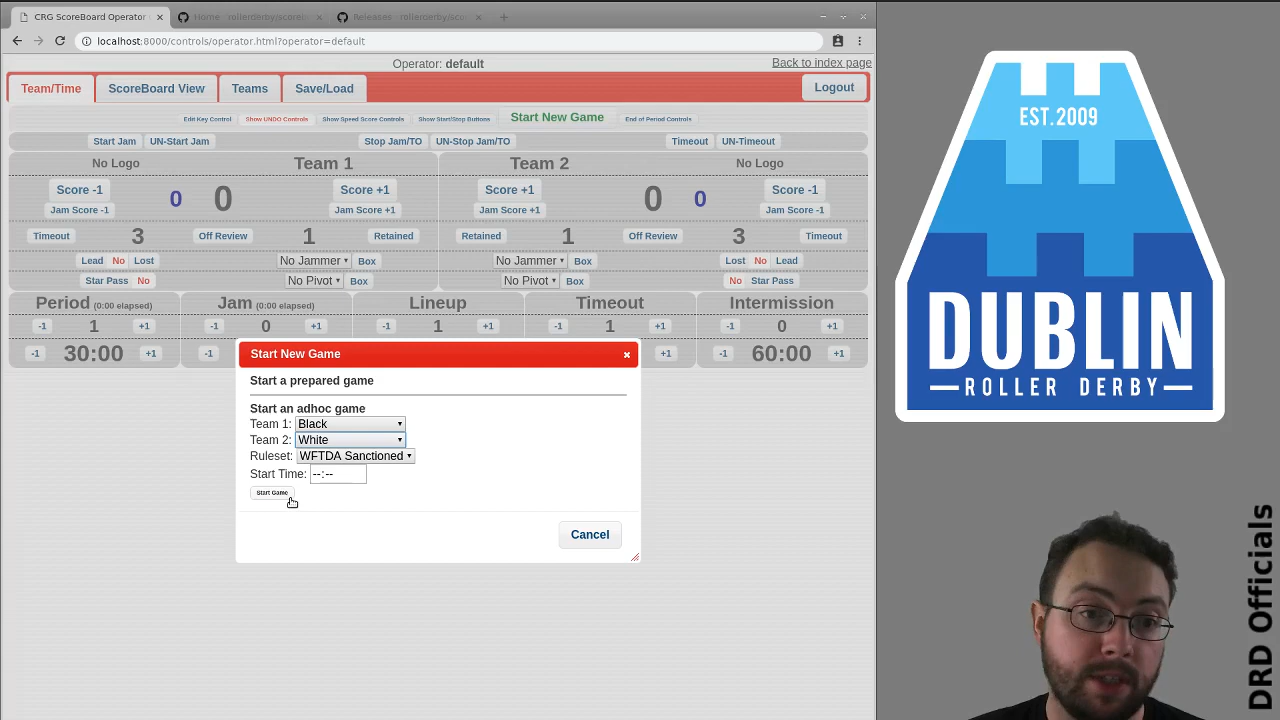 CRG ScoreBoard Operator
Home · rollerderby/score
Releases · rollerderby/scc
localhost:8000/controls/operator.html?operator=default
Operator: default
Back to index page
Team/Time
ScoreBoard View
Teams
Save/Load
Logout
Edit Key Control
Show UNDO Controls
Show Speed Score Controls
Show Start/Stop Buttons
Start New Game
End of Period Controls
Start Jam
UN-Start Jam
Stop Jam/TO
UN-Stop Jam/TO
Timeout
UN-Timeout
No Logo
Team 1
Team 2
No Logo
Score -1
0
0
Score +1
Score +1
0
0
Score -1
Jam Score -1
Jam Score +1
Jam Score +1
Jam Score -1
Timeout
3
Off Review
1
Retained
Retained
1
Off Review
3
Timeout
Lead
No
Lost
No Jammer
Box
No Jammer
Box
Lost
No
Lead
Star Pass
No
No Pivot
Box
No Pivot
Box
No
Star Pass
Period (0:00 elapsed)
Jam (0:00 elapsed)
Lineup
Timeout
Intermission
-1
1
+1
-1
0
+1
-1
1
+1
-1
1
+1
-1
0
+1
-1
30:00
+1
-1
+1
-1
60:00
+1
Start New Game
Start a prepared game
Start an adhoc game
Team 1: Black
Team 2: White
Ruleset: WFTDA Sanctioned
Start Time: --:--
Start Game
Cancel
EST.2009
DUBLIN
ROLLER DERBY
DRD Officials